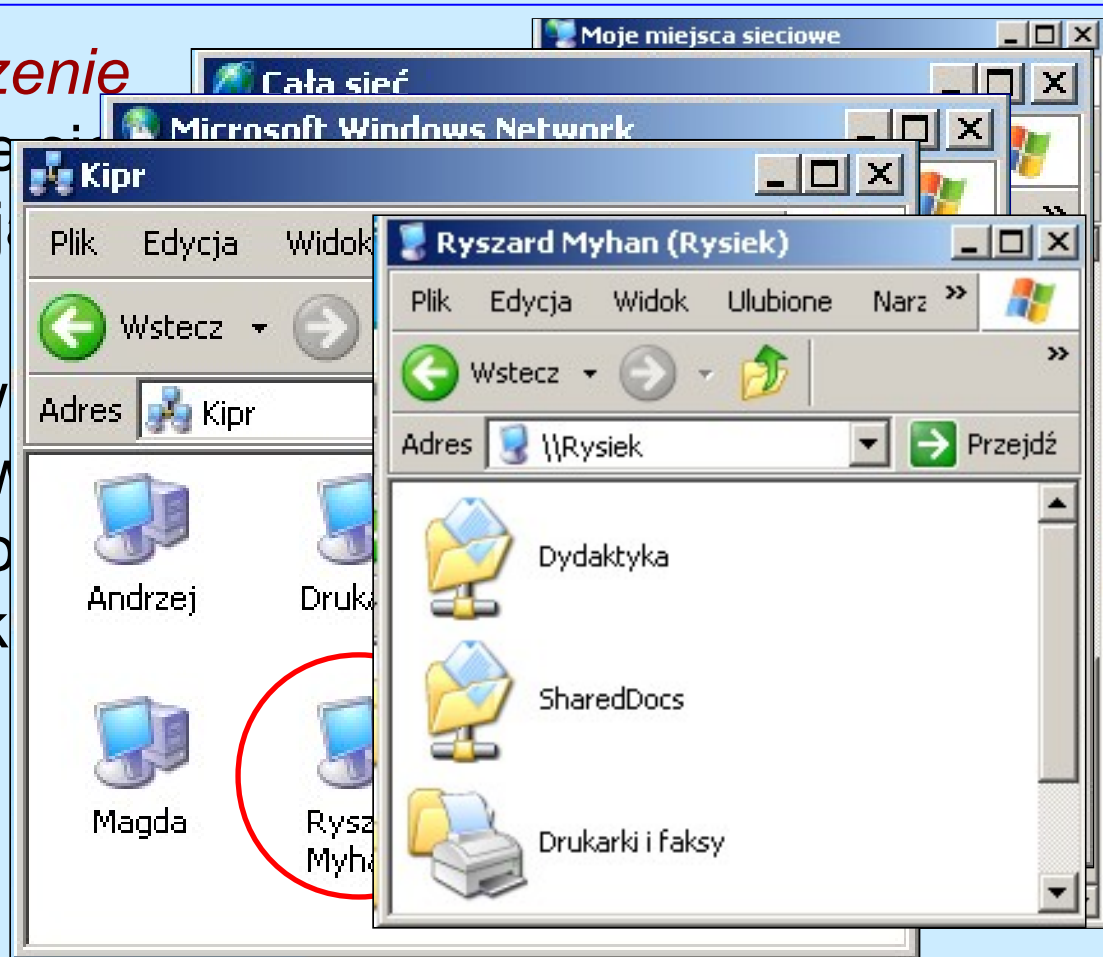 Moje miejsca sieciowe
Cała sieć
Microsoft Windows Network
Kipr
Plik Edycja Widok
Wstecz
Adres Kipr
Andrzej
Magda
Ryszard Myhan (Rysiek)
Plik Edycja Widok Ulubione
Wstecz
Adres \\Rysiek Przejdź
Dydaktyka
SharedDocs
Drukarki i faksy